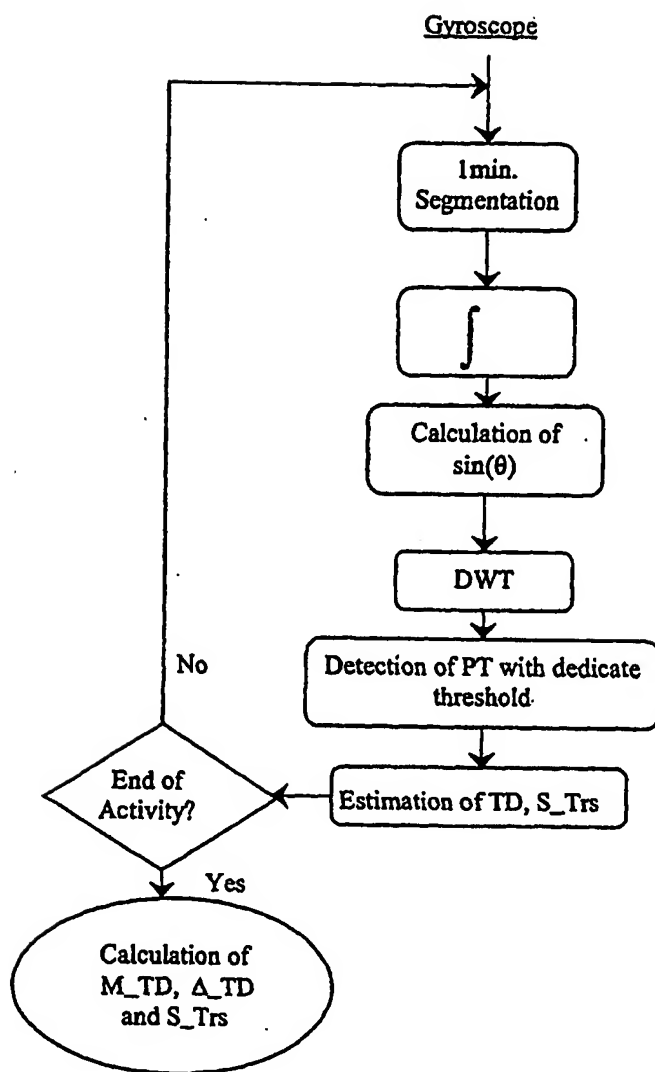 Gyroscope
1min.
Segmentation
∫
Calculation of
sin(θ)
DWT
Detection of PT with dedicate
threshold
No
End of
Activity?
Estimation of TD, S_Trs
Yes
Calculation of
M_TD, Δ_TD
and S_Trs